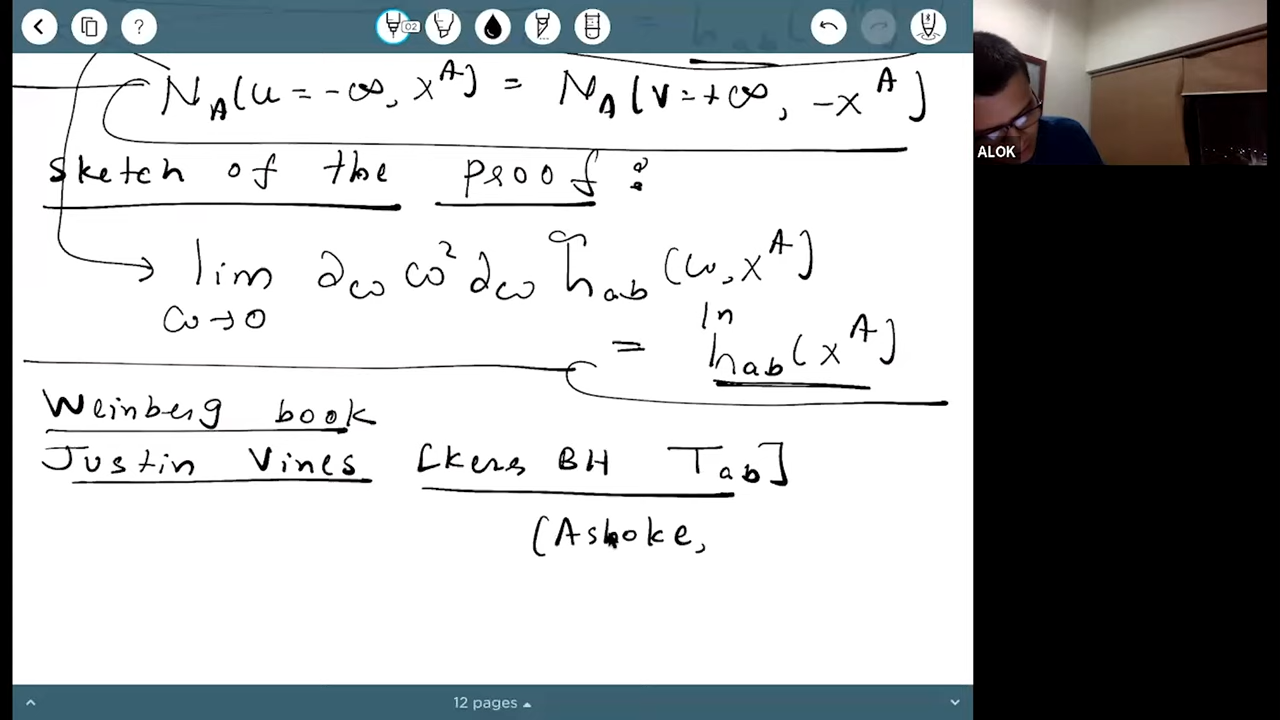 N_A(u = -∞, x^A) = N_A(v = +∞, -x^A)
ALOK
Sketch of the proof :
lim ∂_ω ω² ∂_ω h̃_ab (ω, x^A)
ω → 0
= h^ln_ab (x^A)
Weinberg book
Justin Vines [Kerr BH T_ab]
(Ashoke,
12 pages